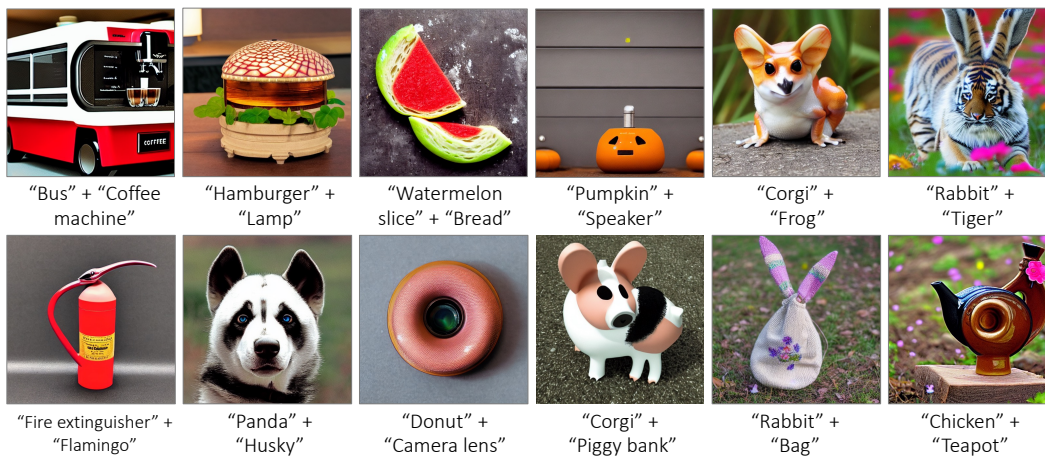 COFFEE
“Bus” + “Coffee
machine”
“Hamburger” +
“Lamp”
“Watermelon
slice” + “Bread”
“Pumpkin” +
“Speaker”
“Corgi” +
“Frog”
“Rabbit” +
“Tiger”
“Fire extinguisher” +
“Flamingo”
“Panda” +
“Husky”
“Donut” +
“Camera lens”
“Corgi” +
“Piggy bank”
“Rabbit” +
“Bag”
“Chicken” +
“Teapot”